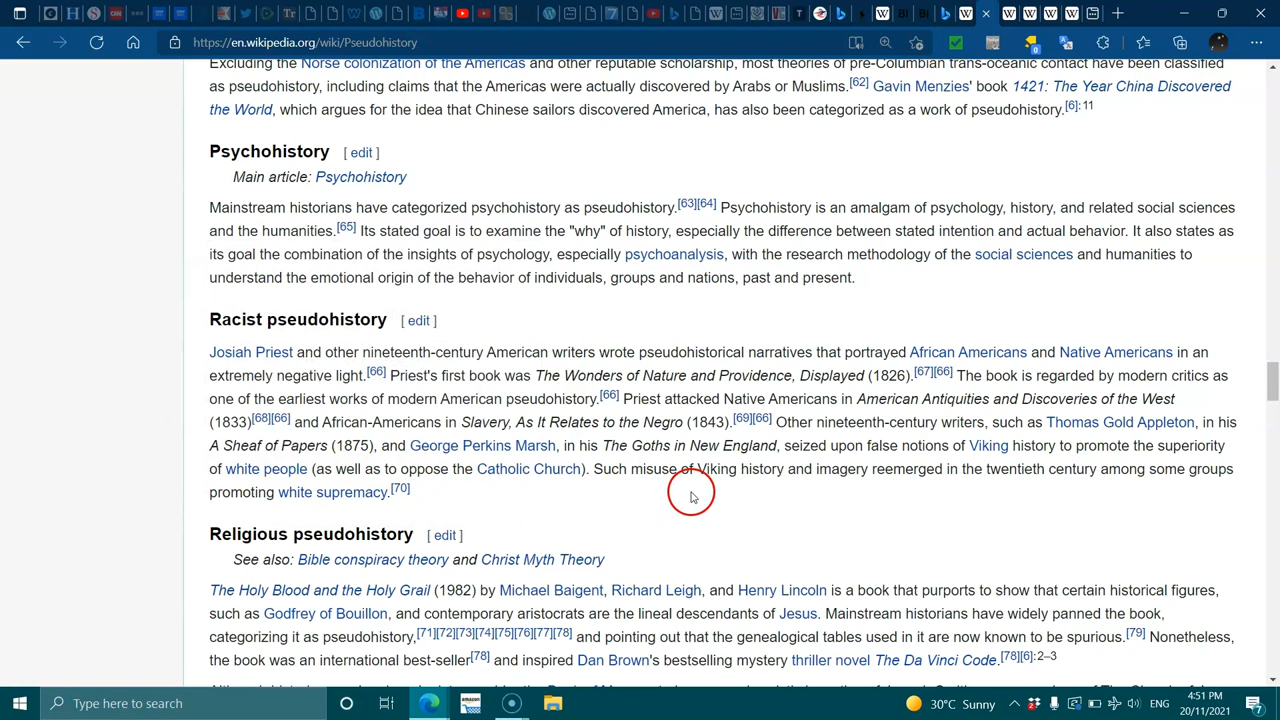 https://en.wikipedia.org/wiki/Pseudohistory
Excluding the Norse colonization of the Americas and other reputable scholarship, most theories of pre-Columbian trans-oceanic contact have been classified
as pseudohistory, including claims that the Americas were actually discovered by Arabs or Muslims.[62] Gavin Menzies' book 1421: The Year China Discovered
the World, which argues for the idea that Chinese sailors discovered America, has also been categorized as a work of pseudohistory.[6]:11
Psychohistory [ edit ]
Main article: Psychohistory
Mainstream historians have categorized psychohistory as pseudohistory.[63][64] Psychohistory is an amalgam of psychology, history, and related social sciences
and the humanities.[65] Its stated goal is to examine the "why" of history, especially the difference between stated intention and actual behavior. It also states as
its goal the combination of the insights of psychology, especially psychoanalysis, with the research methodology of the social sciences and humanities to
understand the emotional origin of the behavior of individuals, groups and nations, past and present.
Racist pseudohistory [ edit ]
Josiah Priest and other nineteenth-century American writers wrote pseudohistorical narratives that portrayed African Americans and Native Americans in an
extremely negative light.[66] Priest's first book was The Wonders of Nature and Providence, Displayed (1826).[67][66] The book is regarded by modern critics as
one of the earliest works of modern American pseudohistory.[66] Priest attacked Native Americans in American Antiquities and Discoveries of the West
(1833)[68][66] and African-Americans in Slavery, As It Relates to the Negro (1843).[69][66] Other nineteenth-century writers, such as Thomas Gold Appleton, in his
A Sheaf of Papers (1875), and George Perkins Marsh, in his The Goths in New England, seized upon false notions of Viking history to promote the superiority
of white people (as well as to oppose the Catholic Church). Such misuse of Viking history and imagery reemerged in the twentieth century among some groups
promoting white supremacy.[70]
Religious pseudohistory [ edit ]
See also: Bible conspiracy theory and Christ Myth Theory
The Holy Blood and the Holy Grail (1982) by Michael Baigent, Richard Leigh, and Henry Lincoln is a book that purports to show that certain historical figures,
such as Godfrey of Bouillon, and contemporary aristocrats are the lineal descendants of Jesus. Mainstream historians have widely panned the book,
categorizing it as pseudohistory,[71][72][73][74][75][76][77][78] and pointing out that the genealogical tables used in it are now known to be spurious.[79] Nonetheless,
the book was an international best-seller[78] and inspired Dan Brown's bestselling mystery thriller novel The Da Vinci Code.[78][6]:2–3
Type here to search
30°C Sunny
ENG
4:51 PM
20/11/2021